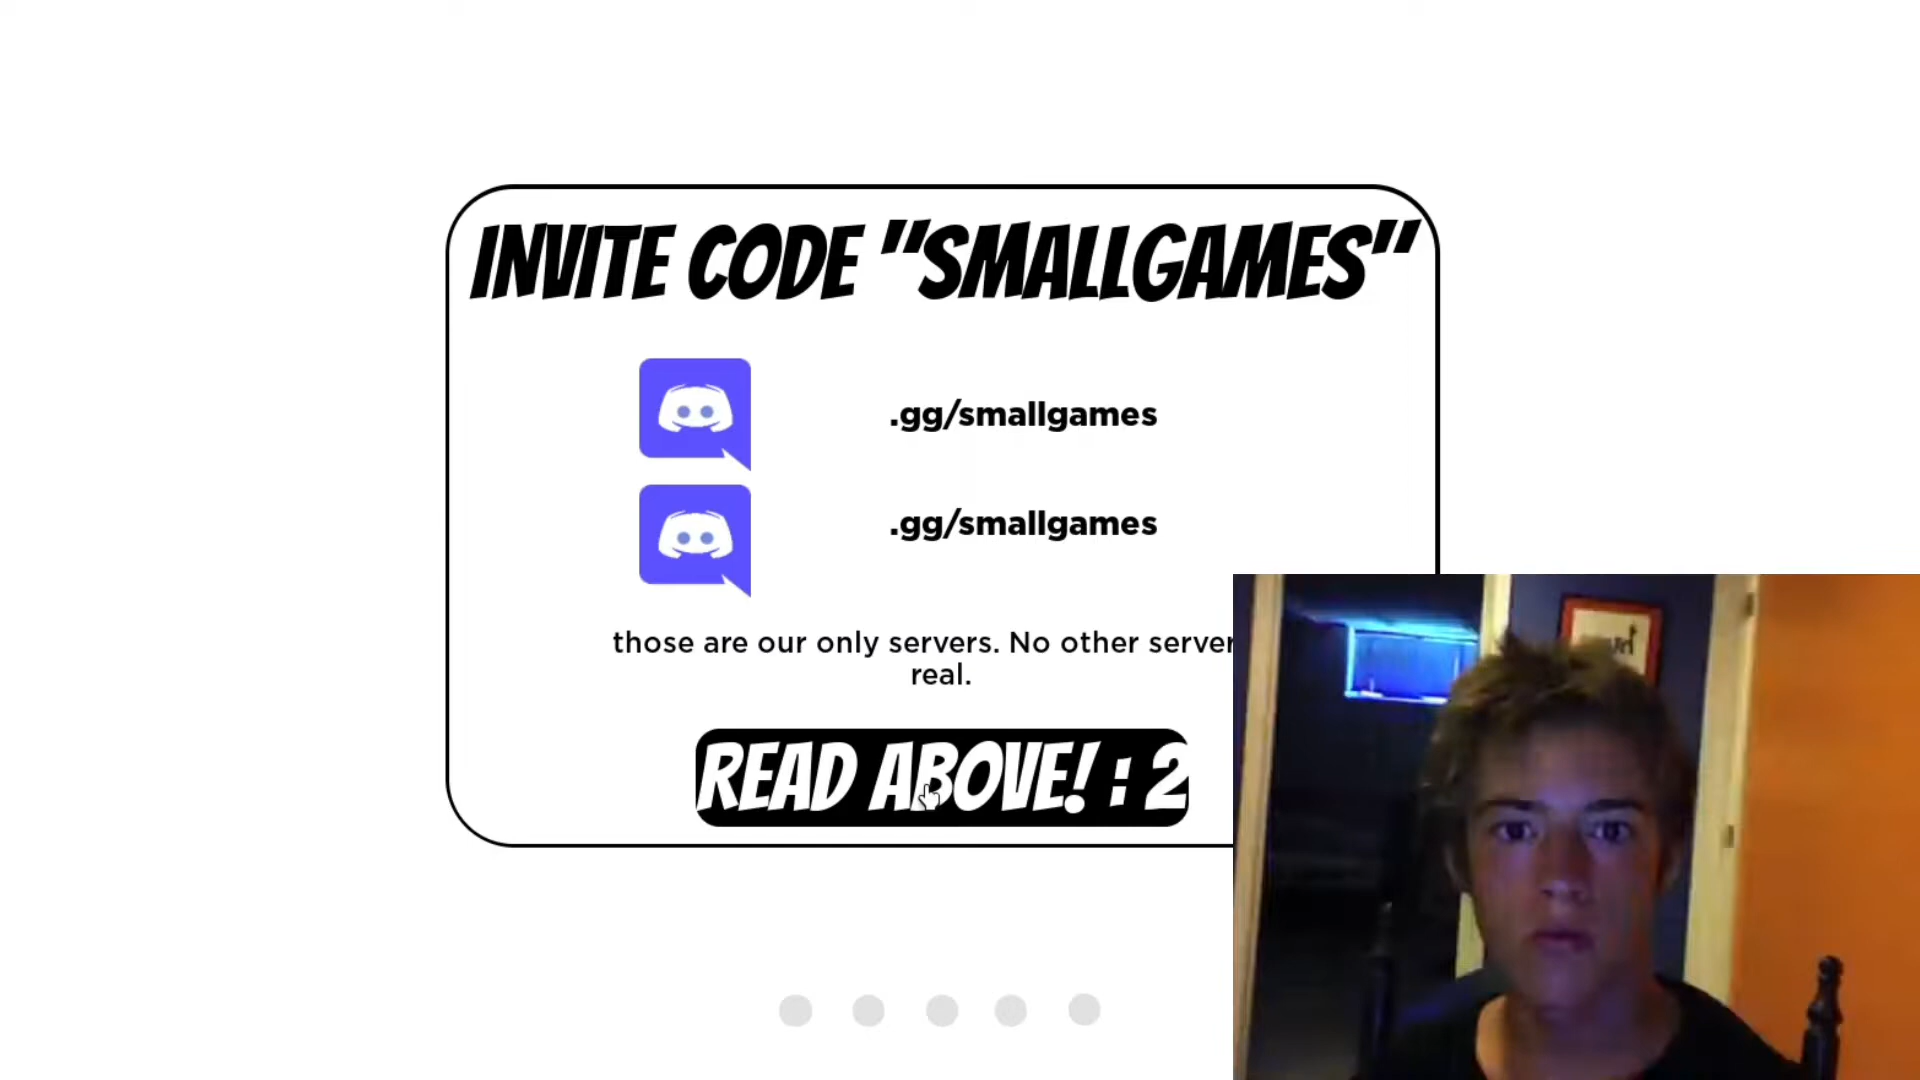 INVITE CODE "SMALLGAMES"
.gg/smallgames
.gg/smallgames
those are our only servers. No other server
real.
READ ABOVE! : 2